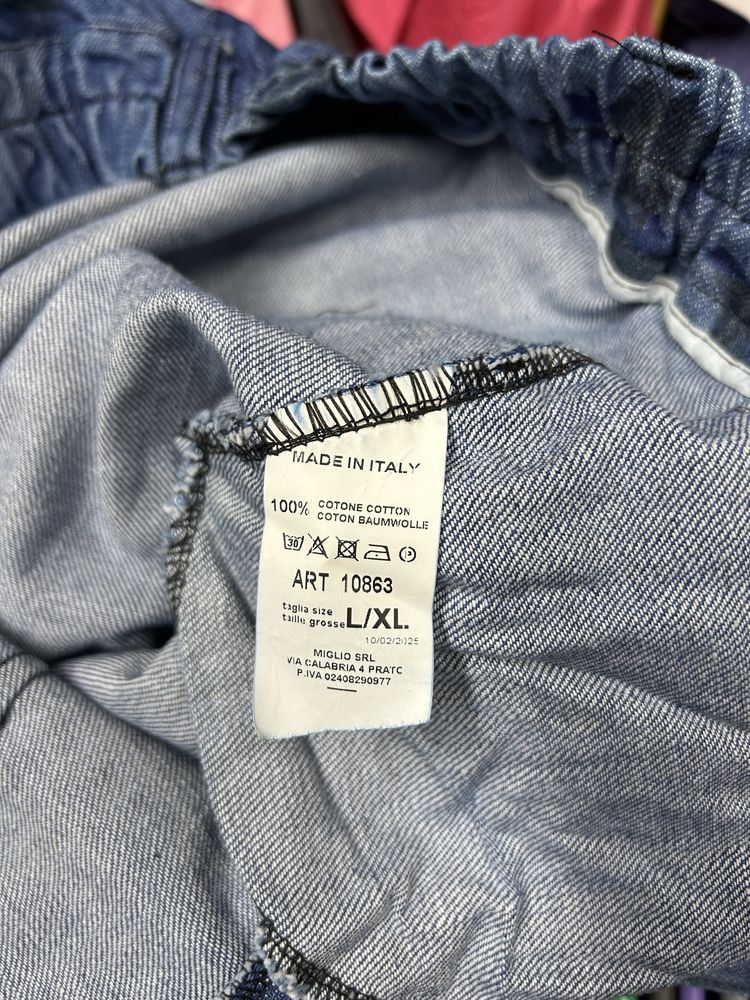 MADE IN ITALY
100% COTONE COTTON
COTON BAUMWOLLE
30
ART 10863
taglia size
taille grosse L/XL
10/02/2025
MIGLIO SRL
VIA CALABRIA 4 PRATO
P.IVA 02408290977